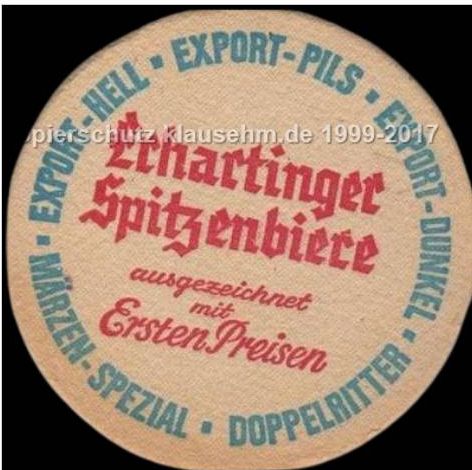 EXPORT-HELL · EXPORT-PILS · EXPORT-DUNKEL · DOPPELRITTER · MÄRZEN-SPEZIAL ·
pierschutz klausehm.de 1999-2017
Echartinger
Spitzenbiere
ausgezeichnet
mit
Ersten Preisen